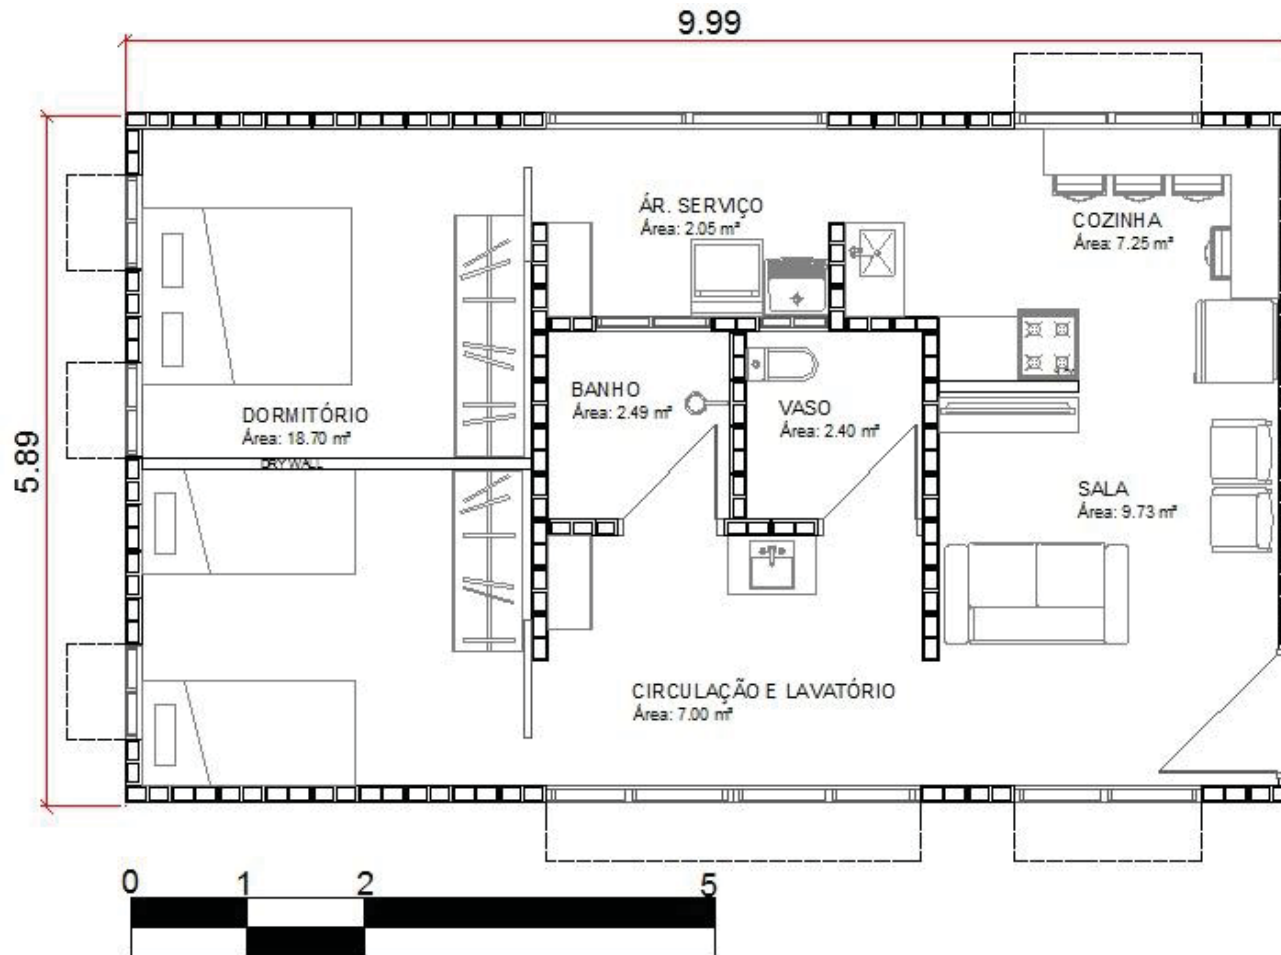 9.99
5.89
ÁR. SERVIÇO
Área: 2.05 m²
COZINHA
Área: 7.25 m²
BANHO
Área: 2.49 m²
VASO
Área: 2.40 m²
DORMITÓRIO
Área: 18.70 m²
DRYWALL
SALA
Área: 9.73 m²
CIRCULAÇÃO E LAVATÓRIO
Área: 7.00 m²
0 1 2 5